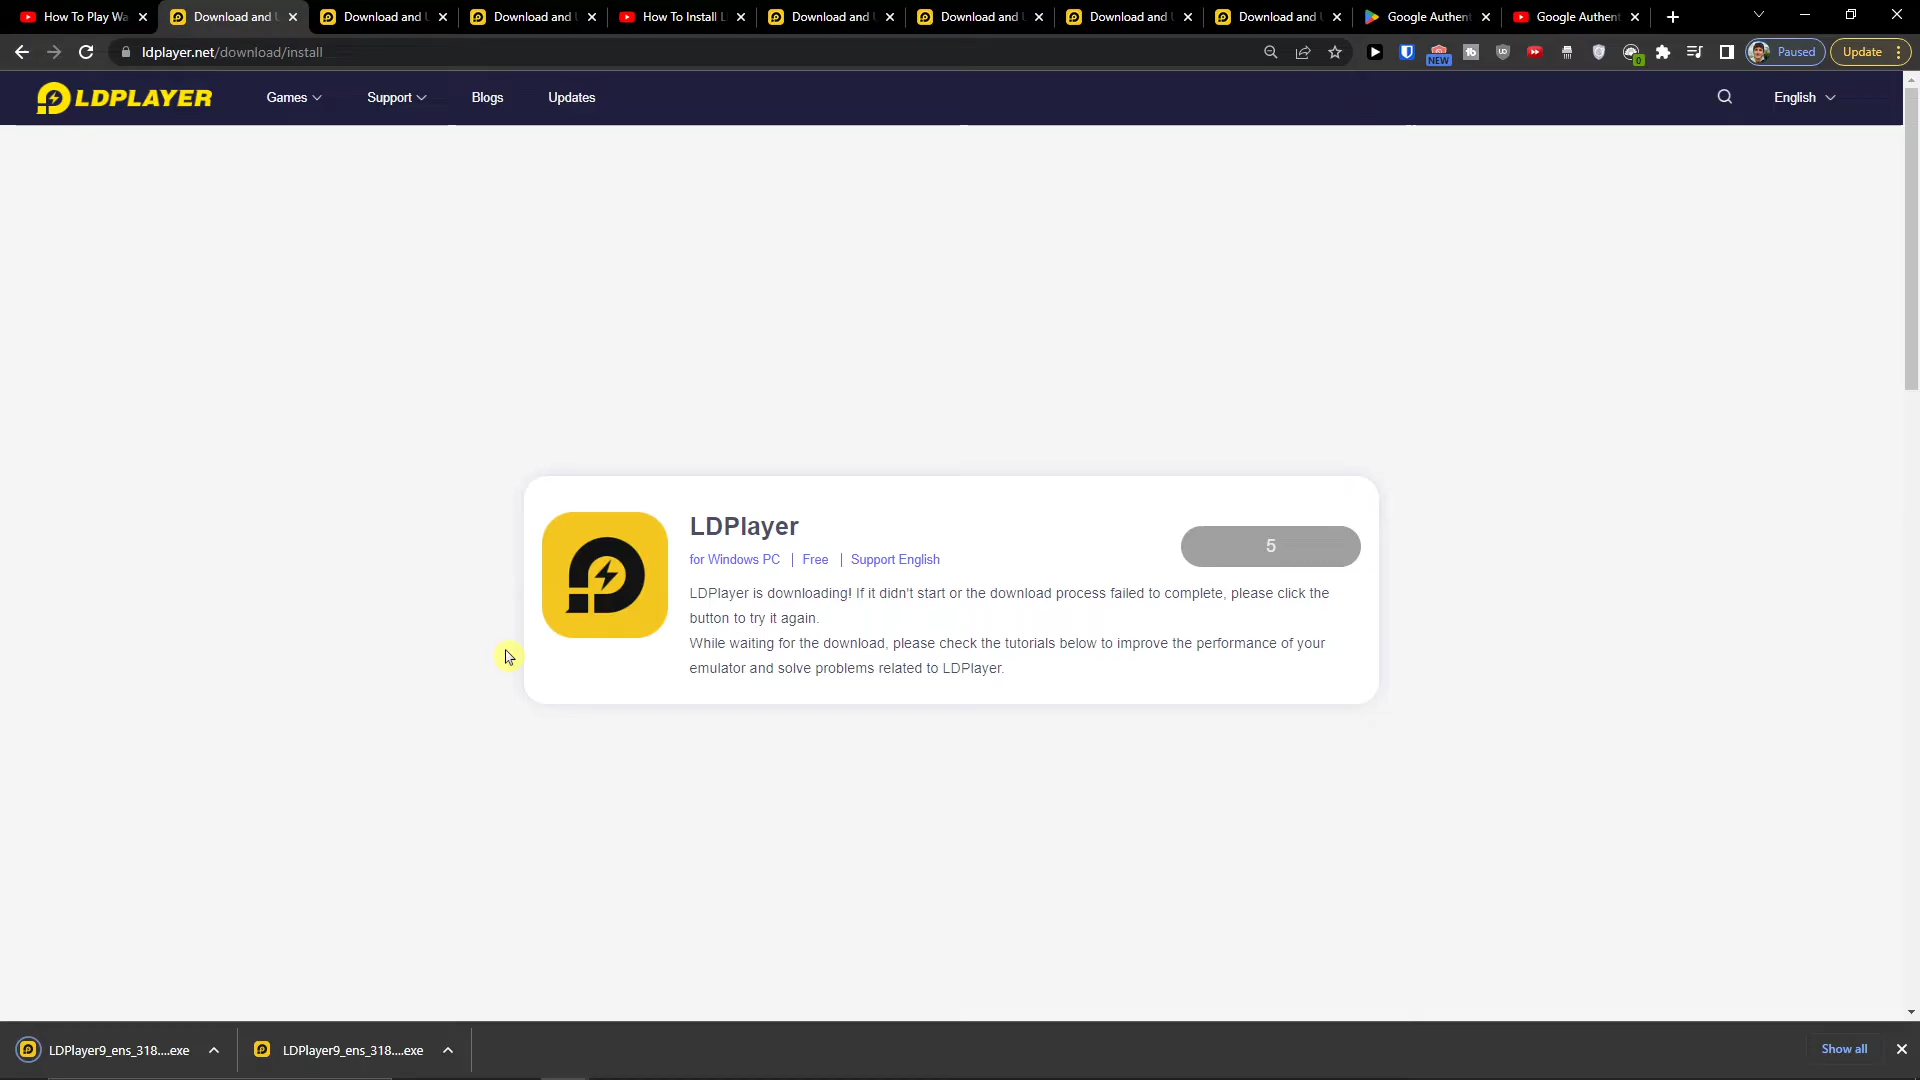 How To Play Wa
Download and U
Download and U
Download and U
How To Install L
Download and U
Download and U
Download and U
Download and U
Google Authent
Google Authent
ldplayer.net/download/install
NEW
UD
tb
0
Paused
Update
LDPLAYER
Games
Support
Blogs
Updates
English
LDPlayer
for Windows PC | Free | Support English
5
LDPlayer is downloading! If it didn't start or the download process failed to complete, please click the
button to try it again.
While waiting for the download, please check the tutorials below to improve the performance of your
emulator and solve problems related to LDPlayer.
LDPlayer9_ens_318....exe
LDPlayer9_ens_318....exe
Show all